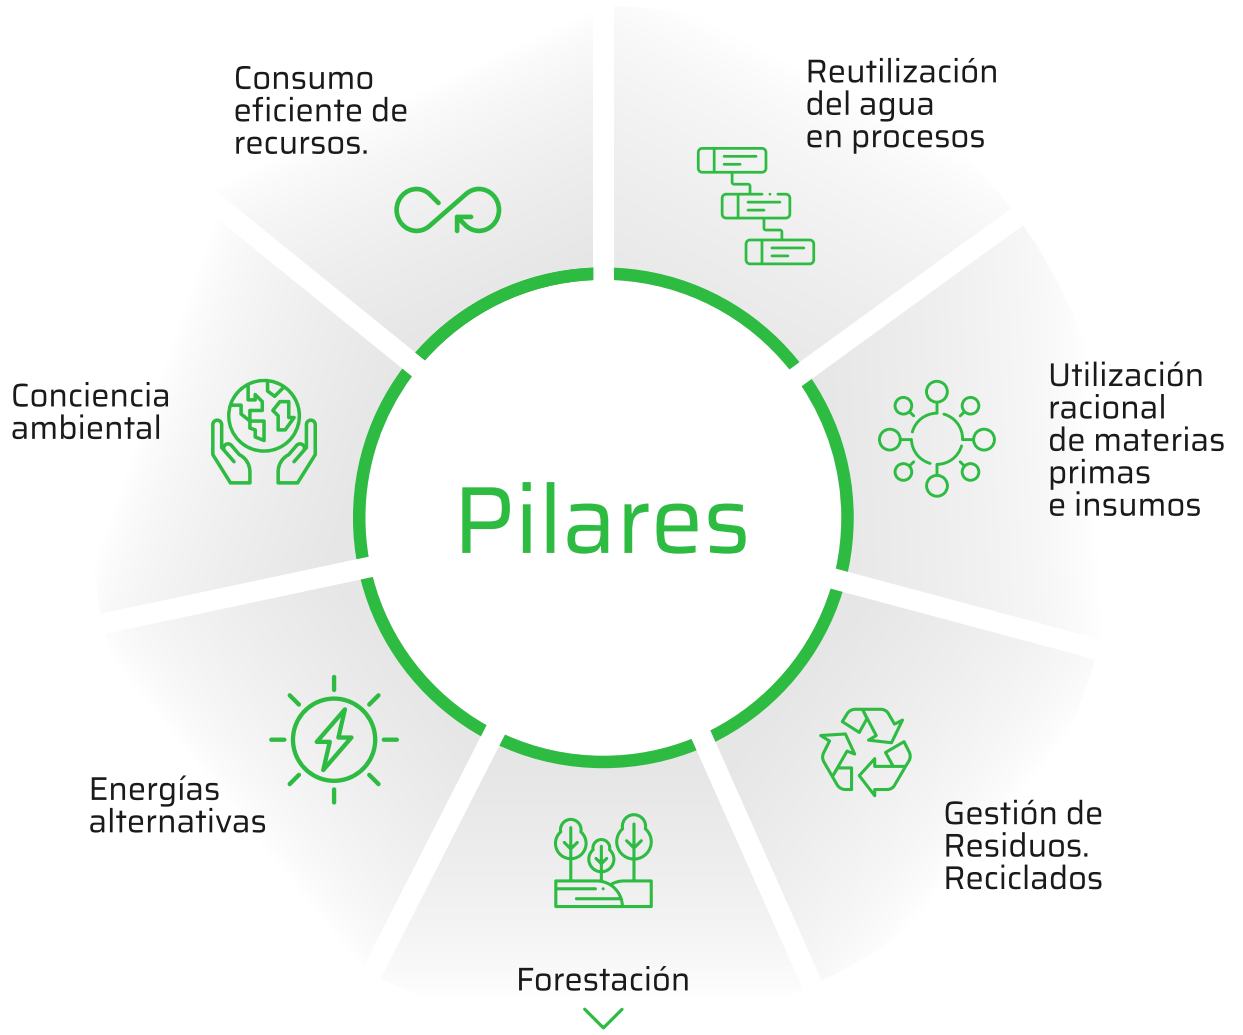 Consumo
eficiente de
recursos.
Reutilización
del agua
en procesos
Conciencia
ambiental
Utilización
racional
de materias
primas
e insumos
Pilares
Energías
alternativas
Gestión de
Residuos.
Reciclados
Forestación